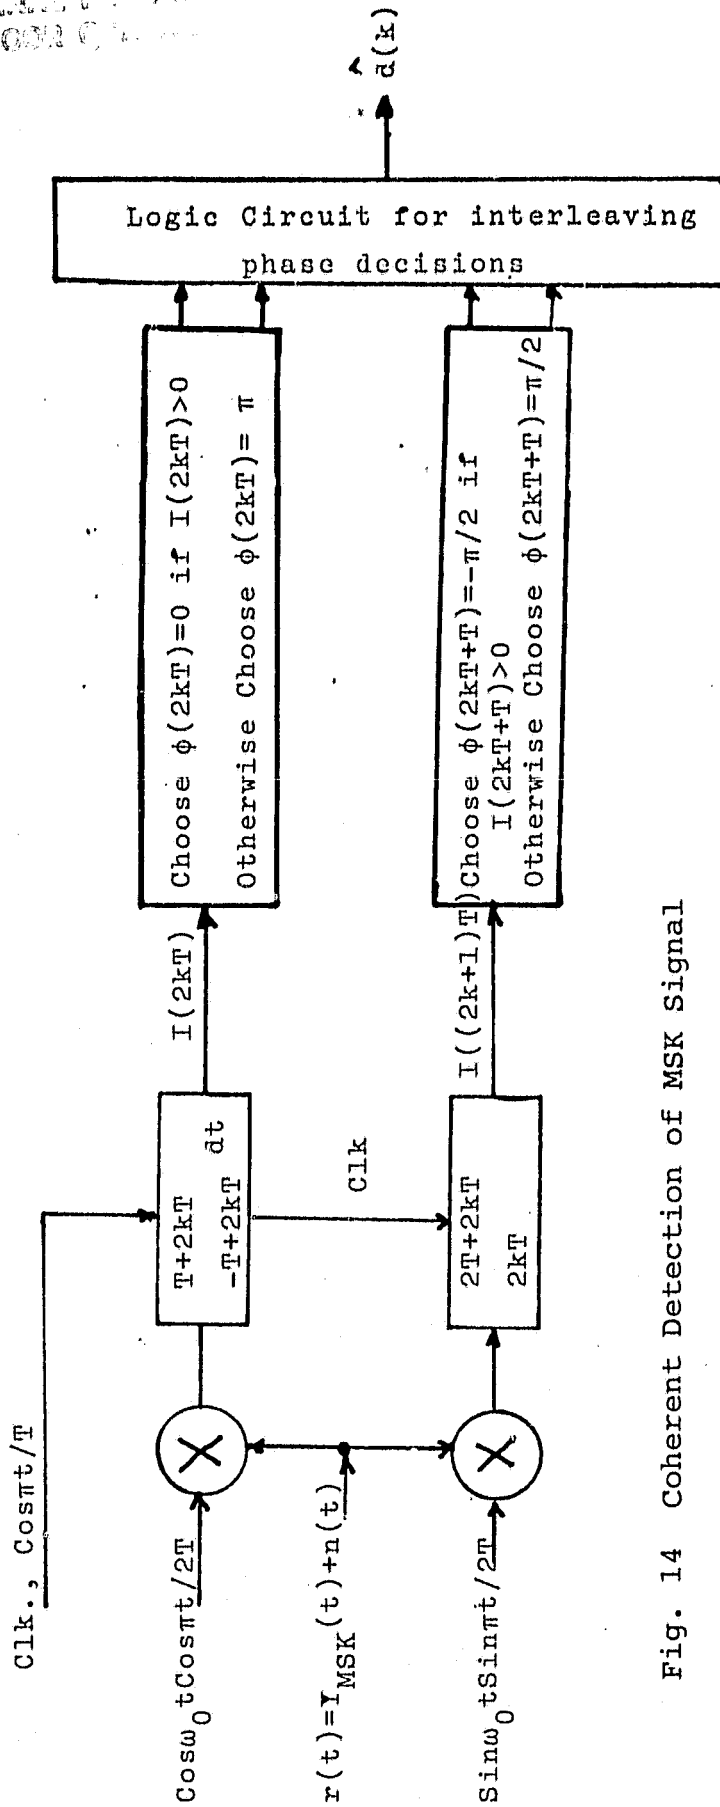 Clk., Cosπt/T
Cosω₀tCosπt/2T
r(t)=Y_MSK(t)+n(t)
Sinω₀tSinπt/2T
T+2kT
dt
-T+2kT
Clk
2T+2kT
2kT
I(2kT)
I((2k+1)T)
Choose ϕ(2kT)=0 if I(2kT)>0
Otherwise Choose ϕ(2kT)= π
Choose ϕ(2kT+T)=-π/2 if
I(2kT+T)>0
Otherwise Choose ϕ(2kT+T)=π/2
Logic Circuit for interleaving
phase decisions
d̂(k)
Fig. 14 Coherent Detection of MSK Signal